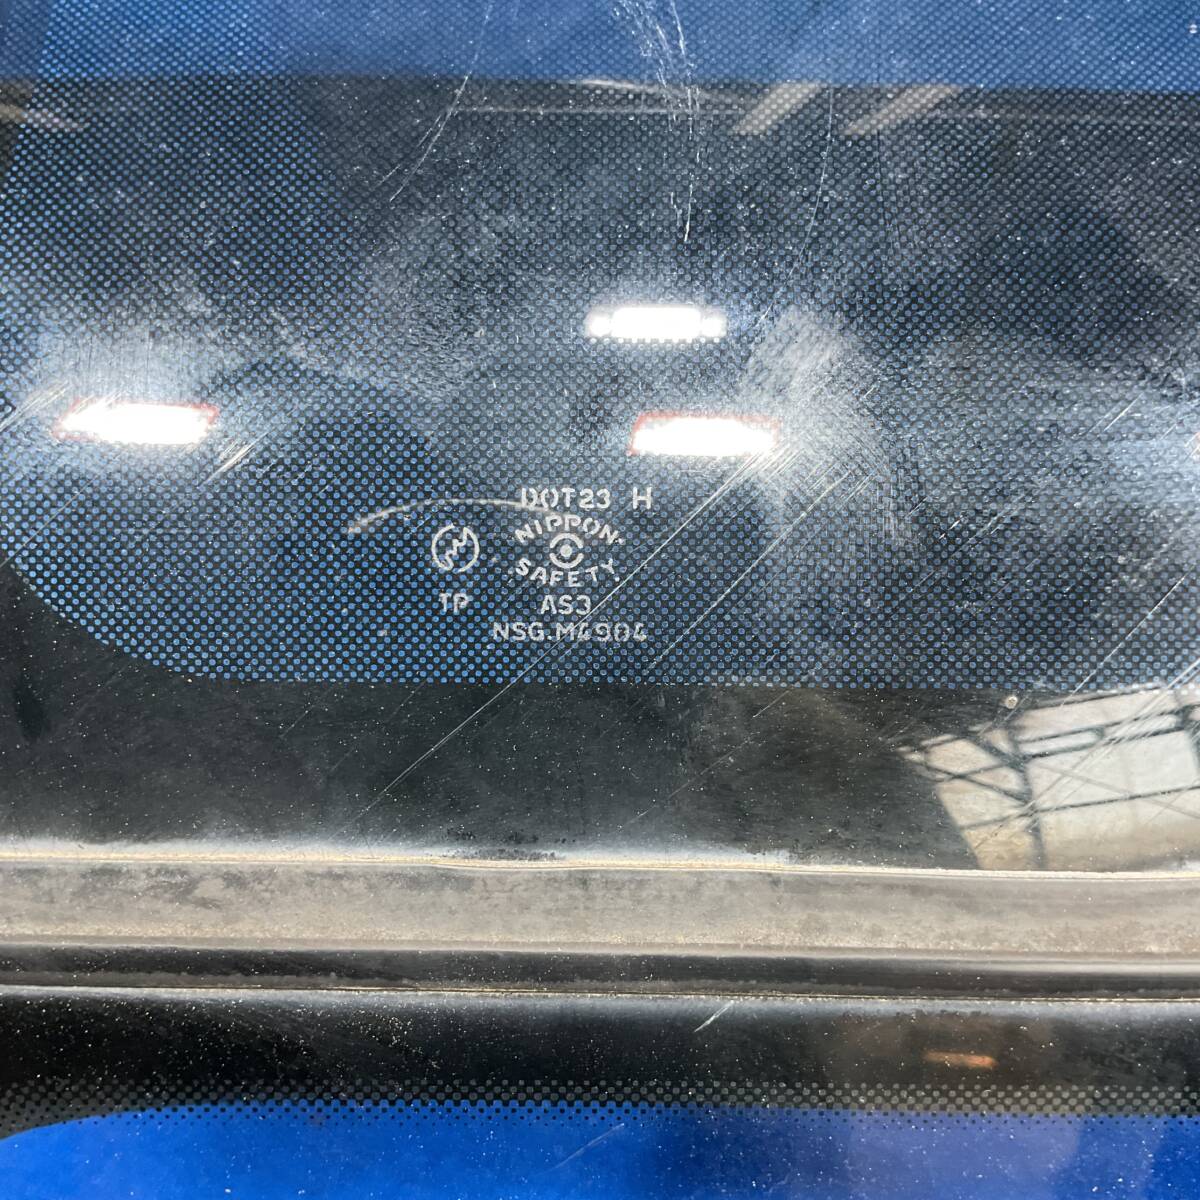 DOT23 H
NIPPON
SAFETY
TP AS3
NSG.M4904